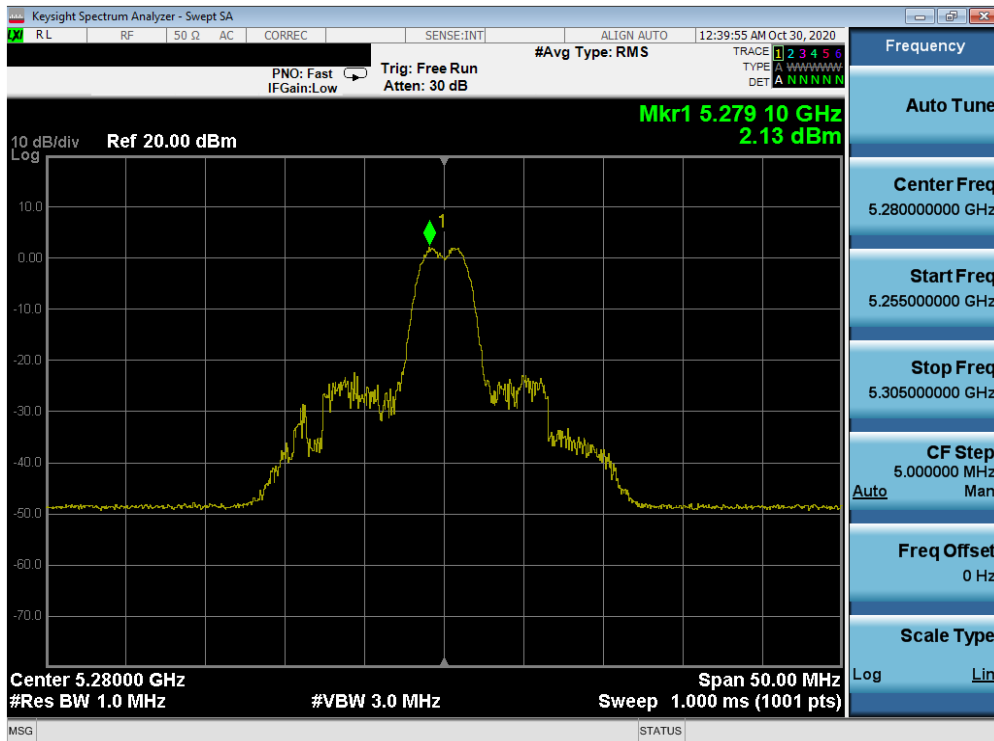 Keysight Spectrum Analyzer - Swept SA
LXI RL RF 50 Ω AC CORREC SENSE:INT ALIGN AUTO 12:39:55 AM Oct 30, 2020
PNO: Fast Trig: Free Run #Avg Type: RMS TRACE 1 2 3 4 5 6
IFGain:Low Atten: 30 dB TYPE A WWWWWW
DET A N N N N N
Mkr1 5.279 10 GHz
2.13 dBm
10 dB/div Ref 20.00 dBm
Log
1
10.0
0.00
-10.0
-20.0
-30.0
-40.0
-50.0
-60.0
-70.0
Center 5.28000 GHz Span 50.00 MHz
#Res BW 1.0 MHz #VBW 3.0 MHz Sweep 1.000 ms (1001 pts)
MSG STATUS
Frequency
Auto Tune
Center Freq
5.280000000 GHz
Start Freq
5.255000000 GHz
Stop Freq
5.305000000 GHz
CF Step
5.000000 MHz
Auto Man
Freq Offset
0 Hz
Scale Type
Log Lin